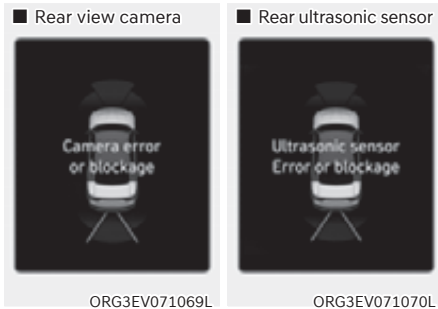 ■ Rear view camera
Camera error
or blockage
ORG3EV071069L
■ Rear ultrasonic sensor
Ultrasonic sensor
Error or blockage
ORG3EV071070L